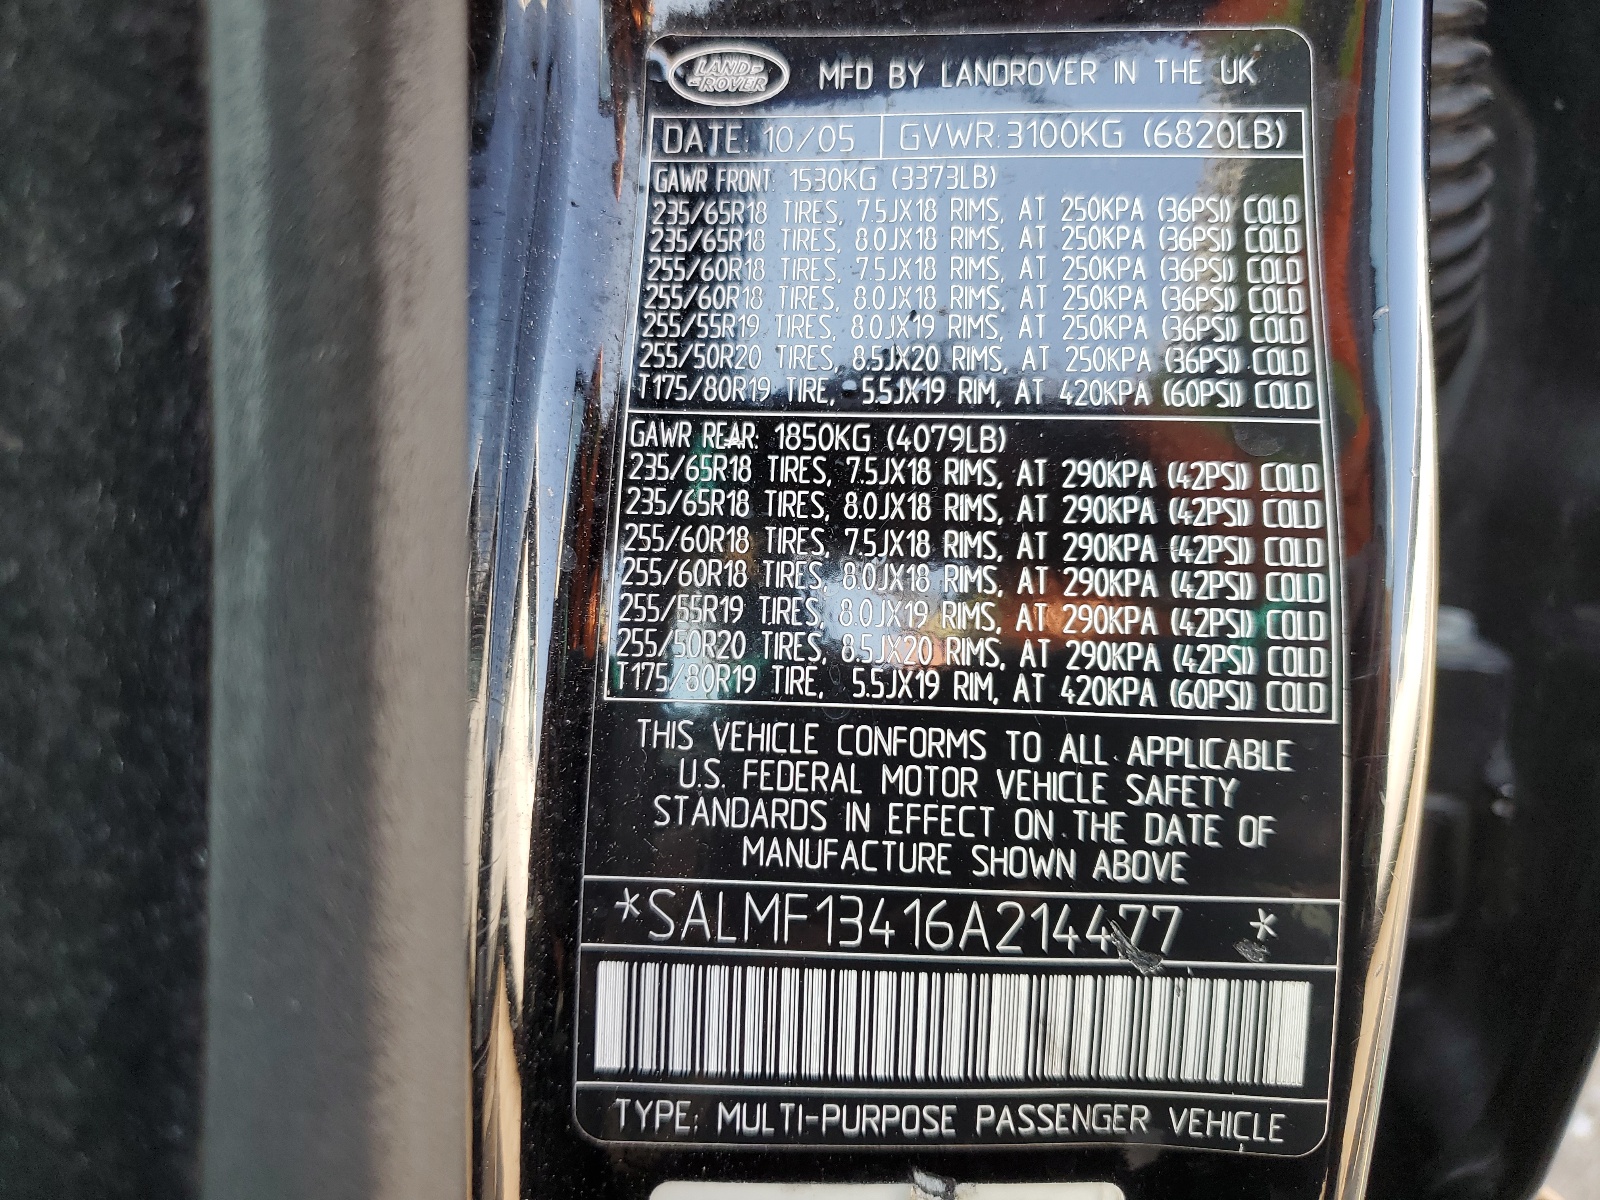 LAND-
-ROVER
MFD BY LANDROVER IN THE UK
DATE: 10/05 GVWR:3100KG (6820LB)
GAWR FRONT: 1530KG (3373LB)
235/65R18 TIRES, 7.5JX18 RIMS, AT 250KPA (36PSI) COLD
235/65R18 TIRES, 8.0JX18 RIMS, AT 250KPA (36PSI) COLD
255/60R18 TIRES, 7.5JX18 RIMS, AT 250KPA (36PSI) COLD
255/60R18 TIRES, 8.0JX18 RIMS, AT 250KPA (36PSI) COLD
255/55R19 TIRES, 8.0JX19 RIMS, AT 250KPA (36PSI) COLD
255/50R20 TIRES, 8.5JX20 RIMS, AT 250KPA (36PSI) COLD
T175/80R19 TIRE, 5.5JX19 RIM, AT 420KPA (60PSI) COLD
GAWR REAR: 1850KG (4079LB)
235/65R18 TIRES, 7.5JX18 RIMS, AT 290KPA (42PSI) COLD
235/65R18 TIRES, 8.0JX18 RIMS, AT 290KPA (42PSI) COLD
255/60R18 TIRES, 7.5JX18 RIMS, AT 290KPA (42PSI) COLD
255/60R18 TIRES, 8.0JX18 RIMS, AT 290KPA (42PSI) COLD
255/55R19 TIRES, 8.0JX19 RIMS, AT 290KPA (42PSI) COLD
255/50R20 TIRES, 8.5JX20 RIMS, AT 290KPA (42PSI) COLD
T175/80R19 TIRE, 5.5JX19 RIM, AT 420KPA (60PSI) COLD
THIS VEHICLE CONFORMS TO ALL APPLICABLE
U.S. FEDERAL MOTOR VEHICLE SAFETY
STANDARDS IN EFFECT ON THE DATE OF
MANUFACTURE SHOWN ABOVE
*SALMF13416A214477 *
TYPE: MULTI-PURPOSE PASSENGER VEHICLE